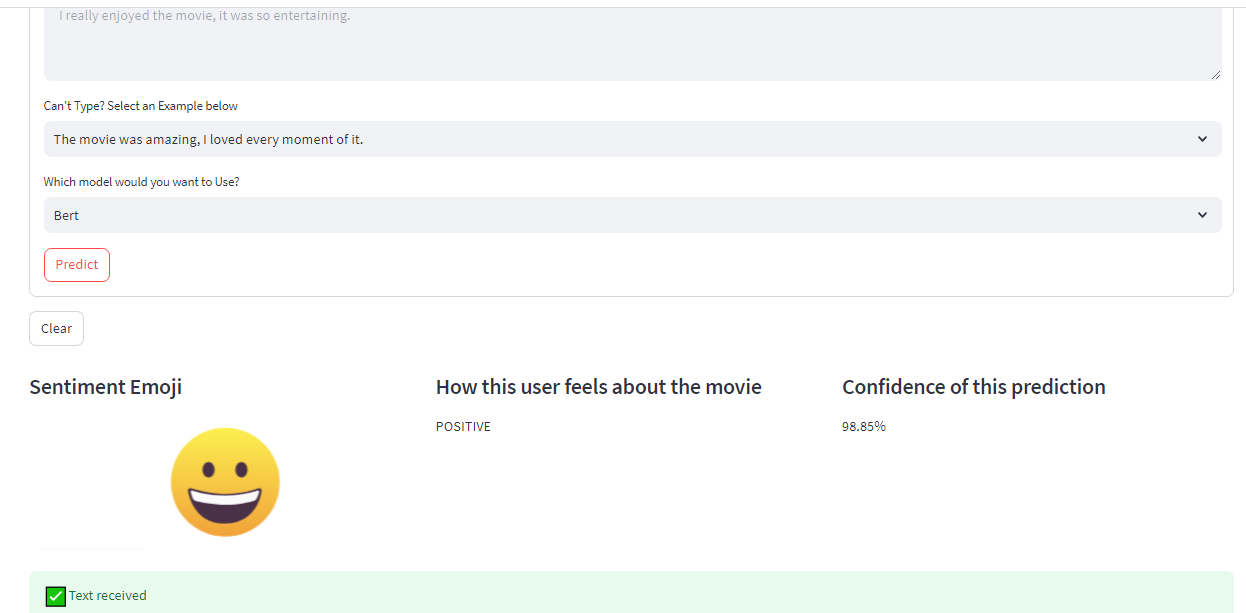 I really enjoyed the movie, it was so entertaining.
Can't Type? Select an Example below
The movie was amazing, I loved every moment of it.
Which model would you want to Use?
Bert
Predict
Clear
Sentiment Emoji
How this user feels about the movie
Confidence of this prediction
POSITIVE
98.85%
Text received